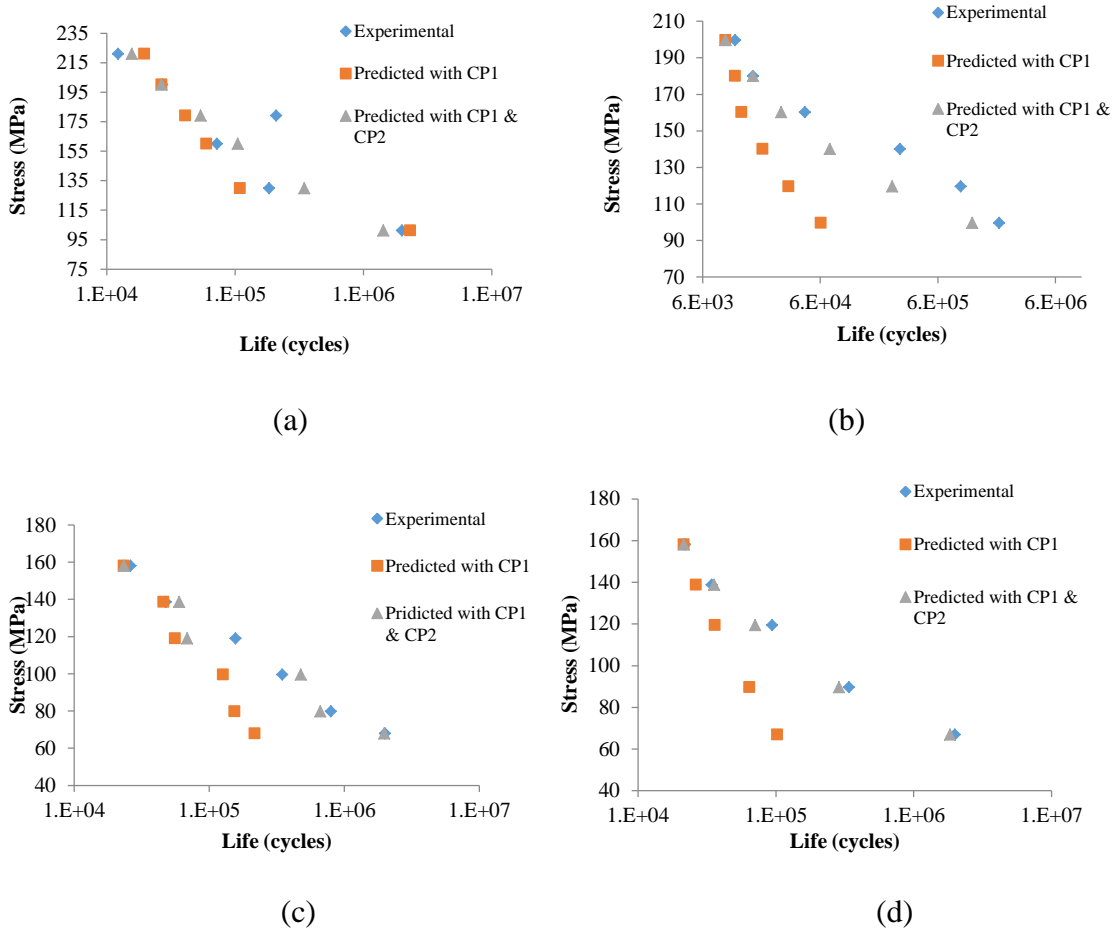 225
215
195
175
155
135
115
95
75
Stress (MPa)
1.E+04
1.E+05
1.E+06
1.E+07
Life (cycles)
Experimental
Predicted with CP1
Predicted with CP1 &
CP2
(a)
210
190
170
150
130
110
90
70
Stress (MPa)
6.E+03
6.E+04
6.E+05
6.E+06
Life (cycles)
Experimental
Predicted with CP1
Predicted with CP1 &
CP2
(b)
180
160
140
120
100
80
60
40
Stress (MPa)
1.E+04
1.E+05
1.E+06
1.E+07
Life (cycles)
Experimental
Predicted with CP1
Pridicted with CP1
& CP2
(c)
180
160
140
120
100
80
60
40
Stress (MPa)
1.E+04
1.E+05
1.E+06
1.E+07
Life (cycles)
Experimental
Predicted with CP1
Predicted with CP1 &
CP2
(d)